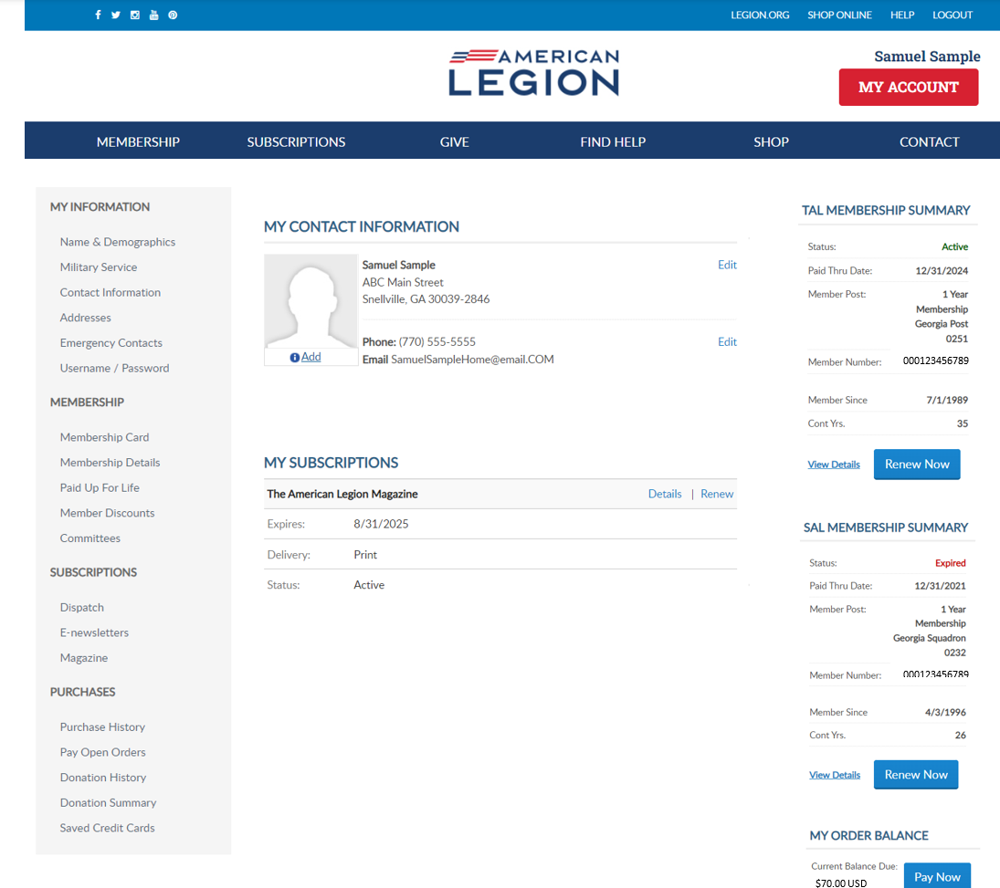 LEGION.ORG SHOP ONLINE HELP LOGOUT
AMERICAN
LEGION
Samuel Sample
MY ACCOUNT
MEMBERSHIP SUBSCRIPTIONS GIVE FIND HELP SHOP CONTACT
MY INFORMATION
Name & Demographics
Military Service
Contact Information
Addresses
Emergency Contacts
Username / Password
MEMBERSHIP
Membership Card
Membership Details
Paid Up For Life
Member Discounts
Committees
SUBSCRIPTIONS
Dispatch
E-newsletters
Magazine
PURCHASES
Purchase History
Pay Open Orders
Donation History
Donation Summary
Saved Credit Cards
MY CONTACT INFORMATION
Add
Samuel Sample Edit
ABC Main Street
Snellville, GA 30039-2846
Phone: (770) 555-5555 Edit
Email SamuelSampleHome@email.COM
MY SUBSCRIPTIONS
The American Legion Magazine Details | Renew
Expires: 8/31/2025
Delivery: Print
Status: Active
TAL MEMBERSHIP SUMMARY
Status: Active
Paid Thru Date: 12/31/2024
Member Post: 1 Year
Membership
Georgia Post
0251
Member Number: 000123456789
Member Since 7/1/1989
Cont Yrs. 35
View Details Renew Now
SAL MEMBERSHIP SUMMARY
Status: Expired
Paid Thru Date: 12/31/2021
Member Post: 1 Year
Membership
Georgia Squadron
0232
Member Number: 000123456789
Member Since 4/3/1996
Cont Yrs. 26
View Details Renew Now
MY ORDER BALANCE
Current Balance Due: Pay Now
$70.00 USD